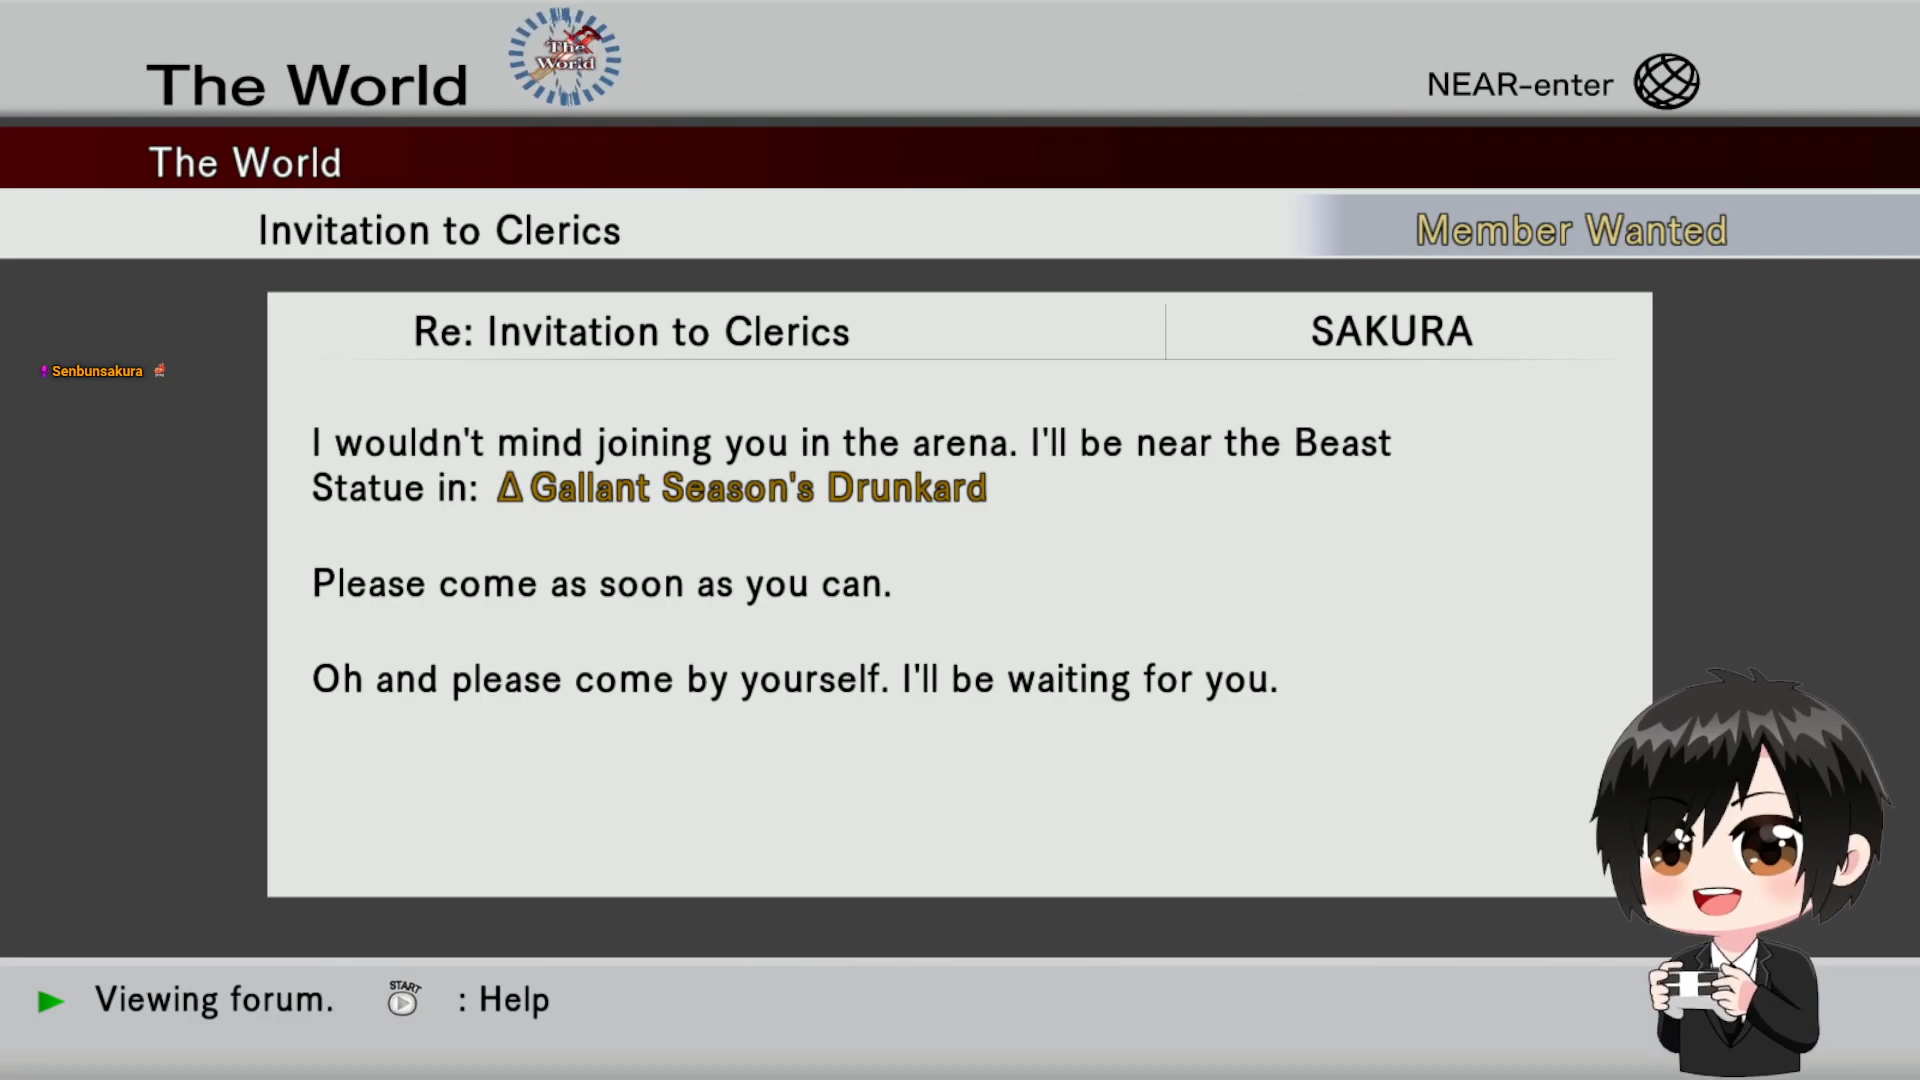 The World
The
World
NEAR-enter
The World
Invitation to Clerics
Member Wanted
Re: Invitation to Clerics
SAKURA
Senbunsakura
I wouldn't mind joining you in the arena. I'll be near the Beast
Statue in: Δ Gallant Season's Drunkard
Please come as soon as you can.
Oh and please come by yourself. I'll be waiting for you.
Viewing forum.
START
: Help